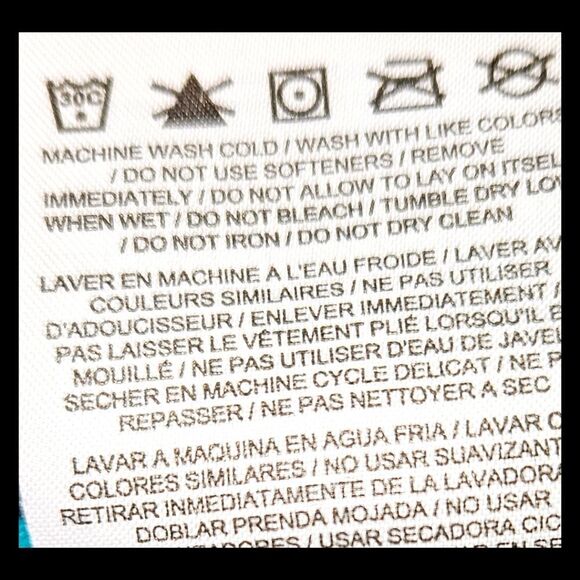 30C
MACHINE WASH COLD / WASH WITH LIKE COLORS
/ DO NOT USE SOFTENERS / REMOVE
IMMEDIATELY / DO NOT ALLOW TO LAY ON ITSEL
WHEN WET / DO NOT BLEACH / TUMBLE DRY LO
/ DO NOT IRON / DO NOT DRY CLEAN
LAVER EN MACHINE A L'EAU FROIDE / LAVER AV
COULEURS SIMILAIRES / NE PAS UTILISER
D'ADOUCISSEUR / ENLEVER IMMEDIATEMENT /
PAS LAISSER LE VÊTEMENT PLIÉ LORSQU'IL E
MOUILLÉ / NE PAS UTILISER D'EAU DE JAVEL
SECHER EN MACHINE CYCLE DELICAT / NE P
REPASSER / NE PAS NETTOYER A SEC
LAVAR A MAQUINA EN AGUA FRIA / LAVAR C
COLORES SIMILARES / NO USAR SUAVIZANT
RETIRAR INMEDIATAMENTE DE LA LAVADORA
DOBLAR PRENDA MOJADA / NO USAR
/ USAR SECADORA CIC